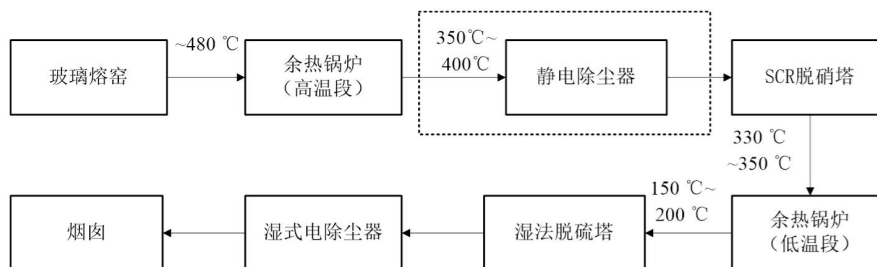 玻璃熔窑
~480 ℃
余热锅炉
（高温段）
350℃~
400℃
静电除尘器
SCR脱硝塔
330 ℃
~350 ℃
余热锅炉
（低温段）
150 ℃~
200 ℃
湿法脱硫塔
湿式电除尘器
烟囱